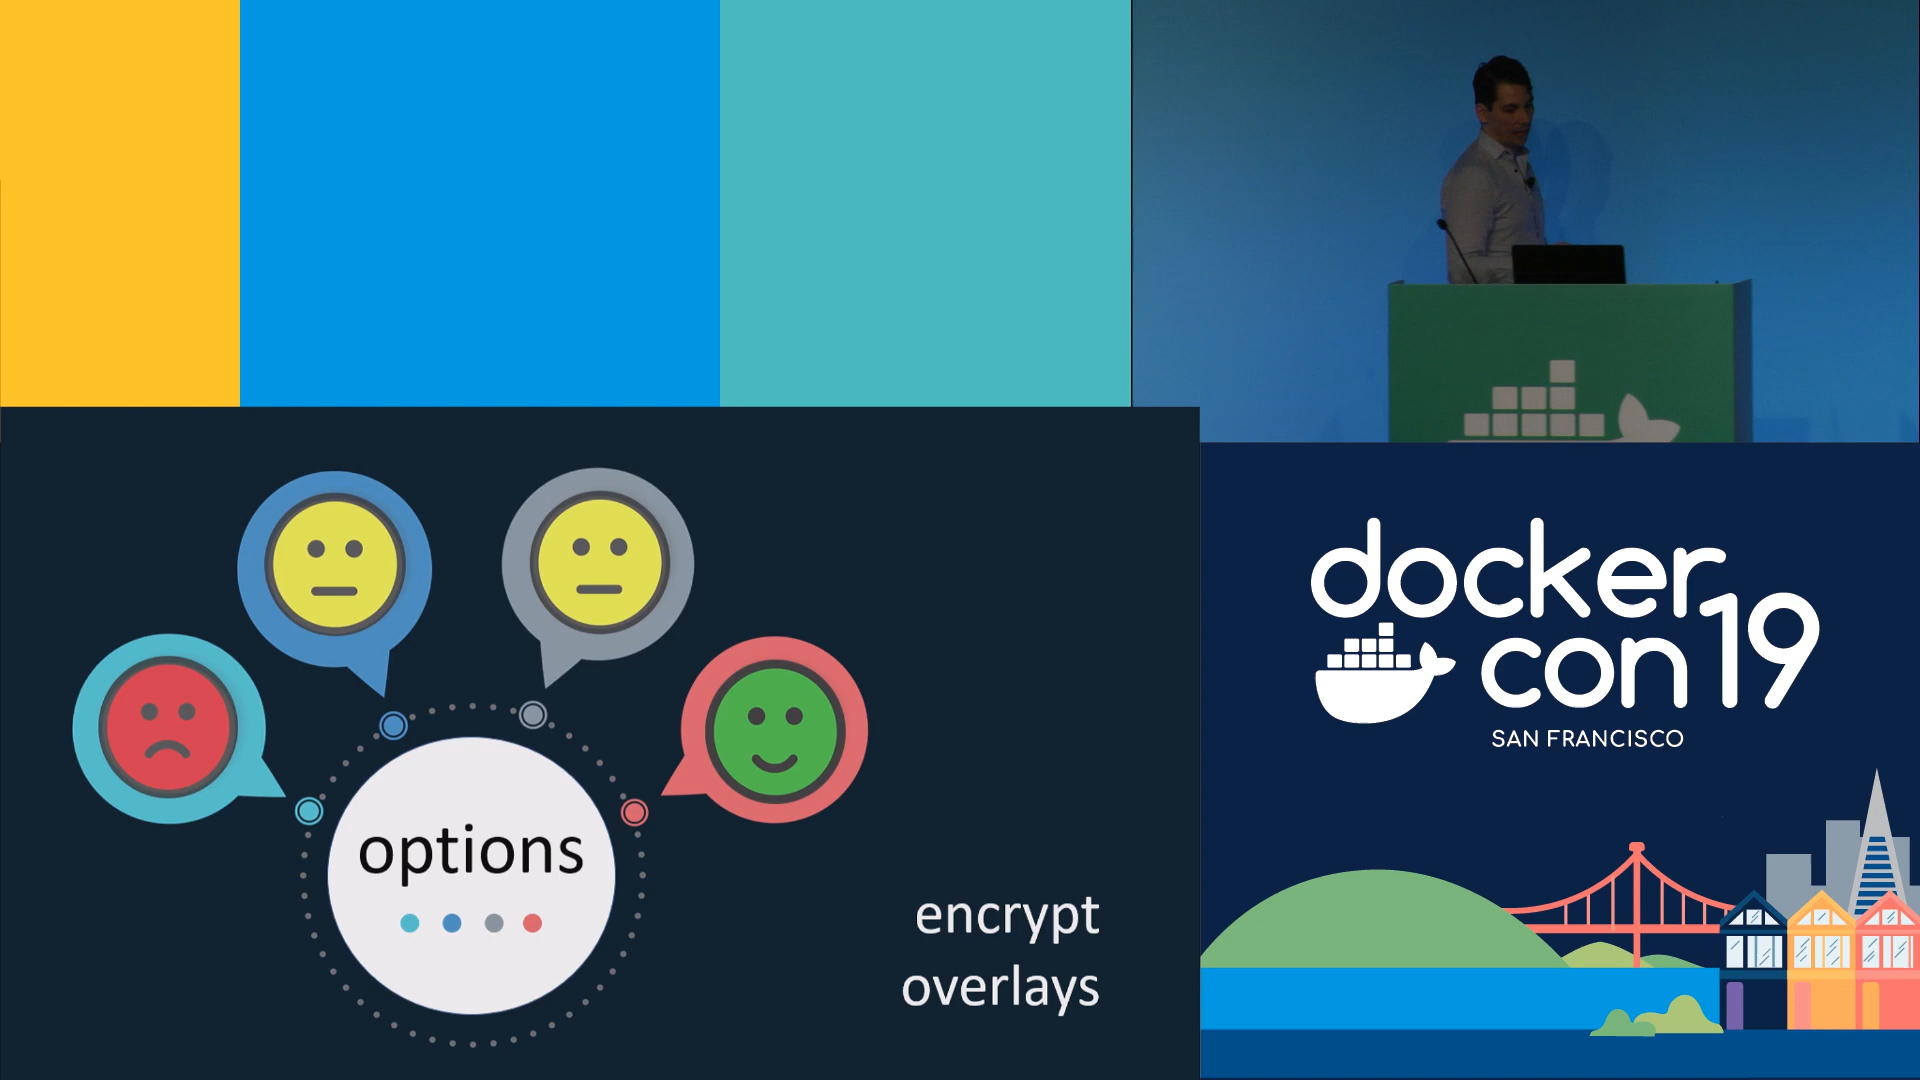 options
encrypt
overlays
docker
con19
SAN FRANCISCO